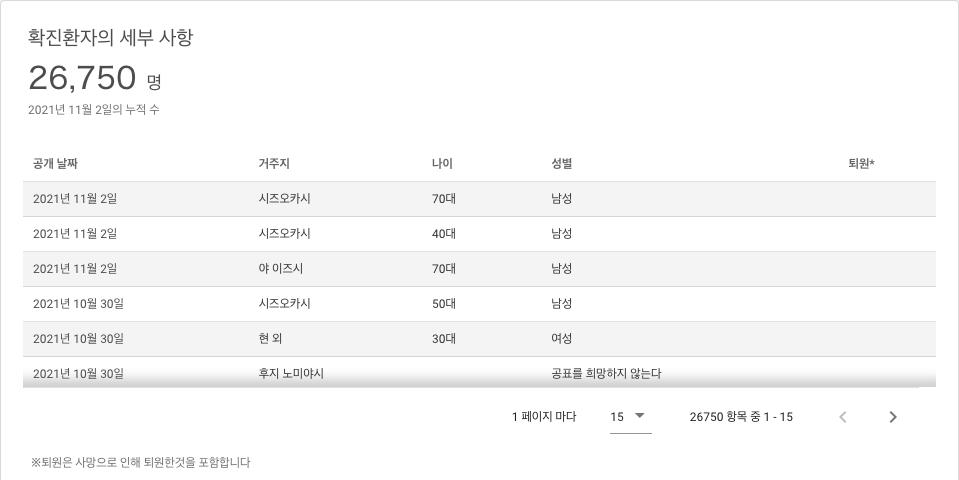 확진환자의 세부 사항
26,750 명
2021년 11월 2일의 누적 수
공개 날짜 거주지 나이 성별 퇴원*
2021년 11월 2일 시즈오카시 70대 남성
2021년 11월 2일 시즈오카시 40대 남성
2021년 11월 2일 야 이즈시 70대 남성
2021년 10월 30일 시즈오카시 50대 남성
2021년 10월 30일 현 외 30대 여성
2021년 10월 30일 후지 노미야시 공표를 희망하지 않는다
1 페이지 마다 15 26750 항목 중 1 - 15
※퇴원은 사망으로 인해 퇴원한것을 포함합니다